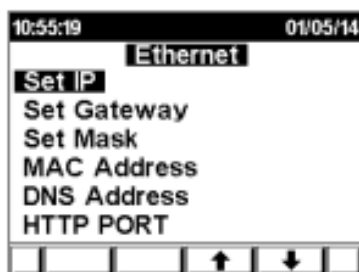 10:55:19 01/05/14
Ethernet
Set IP
Set Gateway
Set Mask
MAC Address
DNS Address
HTTP PORT